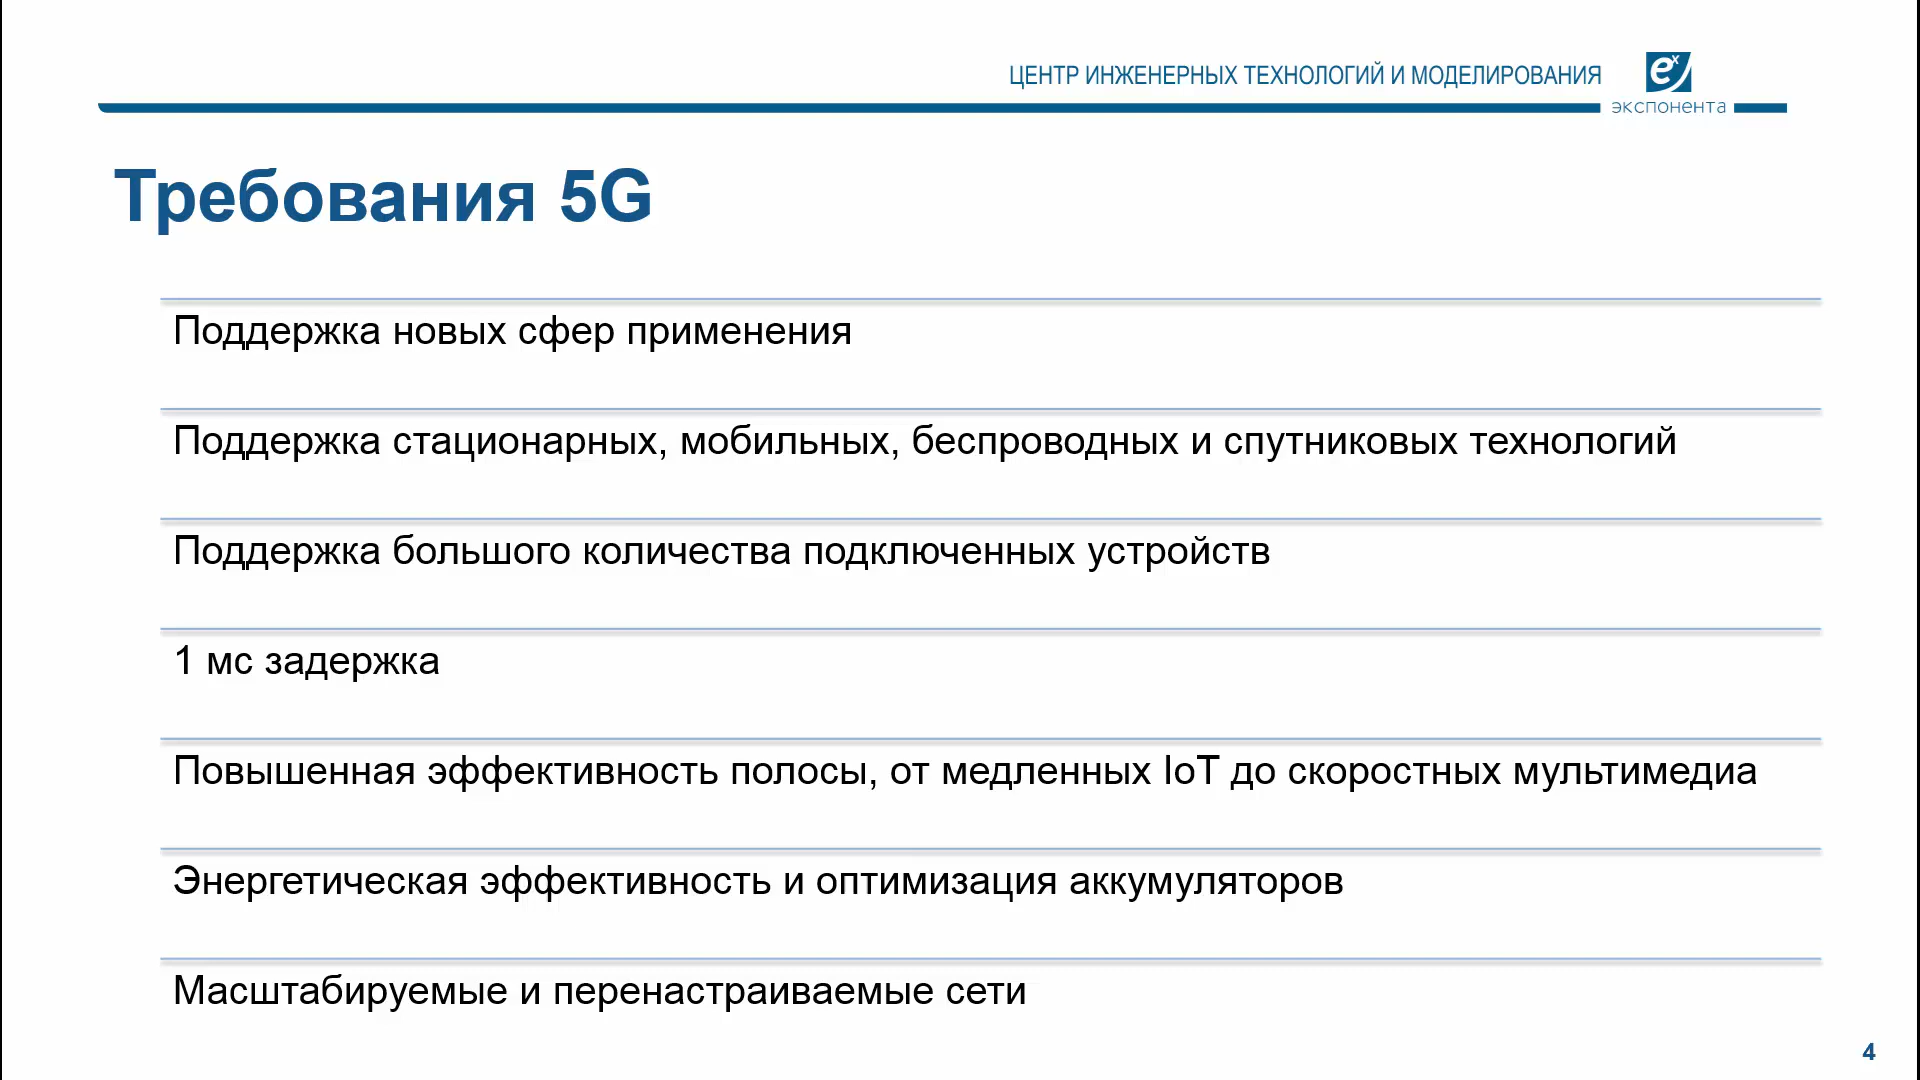 ЦЕНТР ИНЖЕНЕРНЫХ ТЕХНОЛОГИЙ И МОДЕЛИРОВАНИЯ
ex
экспонента
Требования 5G
Поддержка новых сфер применения
Поддержка стационарных, мобильных, беспроводных и спутниковых технологий
Поддержка большого количества подключенных устройств
1 мс задержка
Повышенная эффективность полосы, от медленных IoT до скоростных мультимедиа
Энергетическая эффективность и оптимизация аккумуляторов
Масштабируемые и перенастраиваемые сети
4